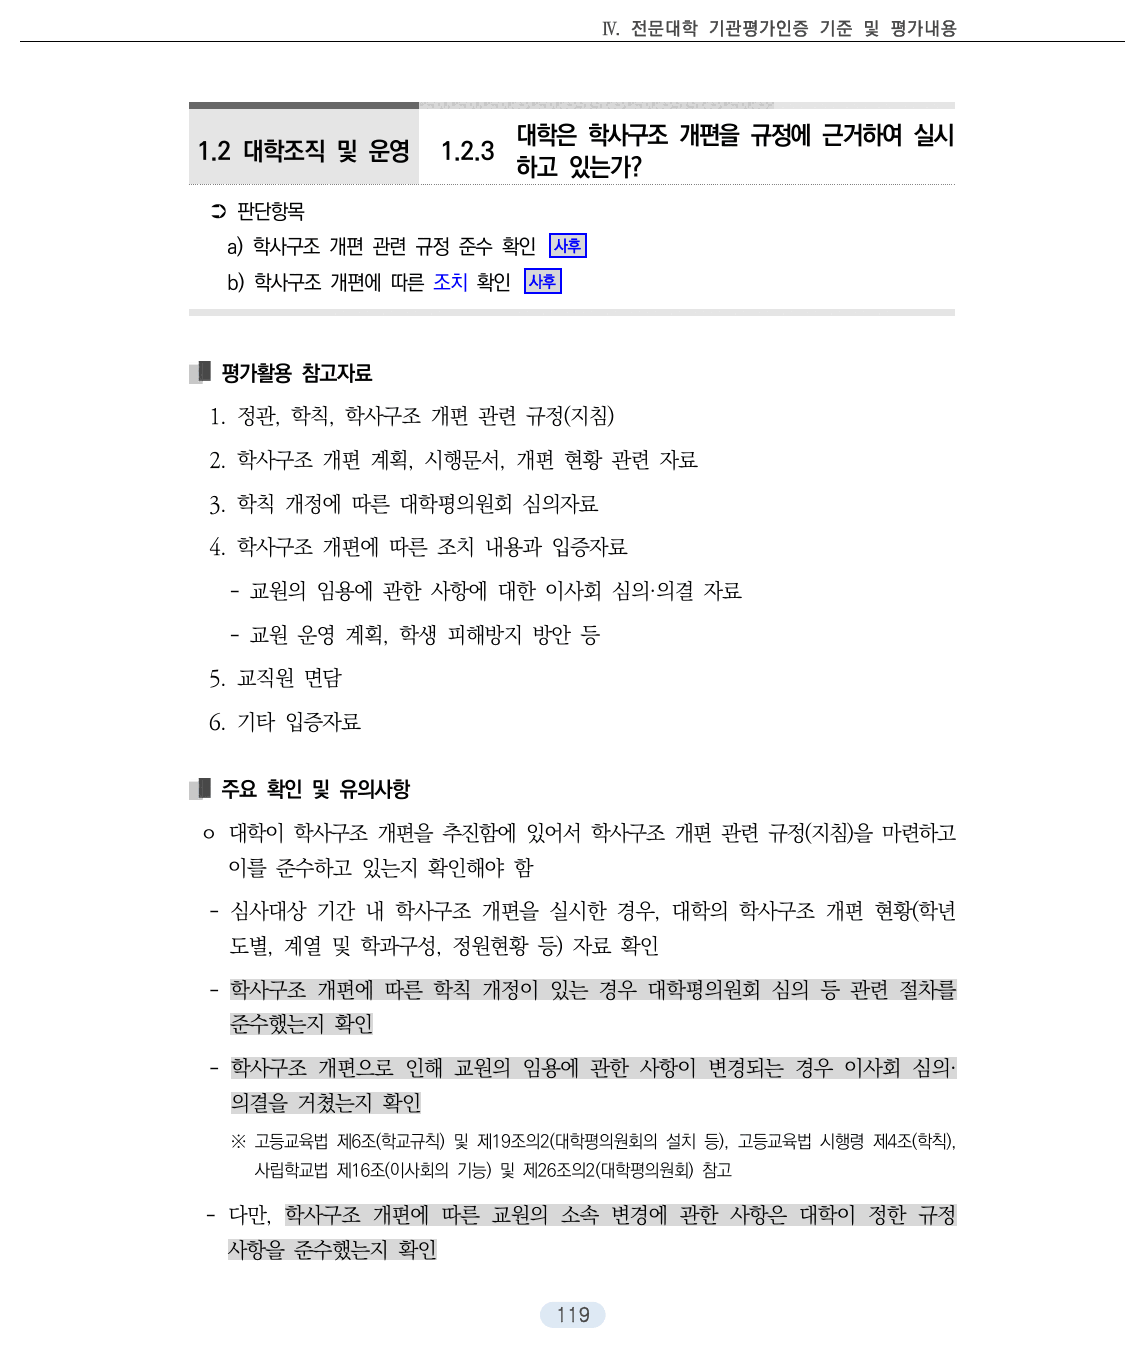 Ⅳ. 전문대학 기관평가인증 기준 및 평가내용
1.2 대학조직 및 운영
1.2.3
대학은 학사구조 개편을 규정에 근거하여 실시
하고 있는가?
➲ 판단항목
a) 학사구조 개편 관련 규정 준수 확인 사후
b) 학사구조 개편에 따른 조치 확인 사후
평가활용 참고자료
1. 정관, 학칙, 학사구조 개편 관련 규정(지침)
2. 학사구조 개편 계획, 시행문서, 개편 현황 관련 자료
3. 학칙 개정에 따른 대학평의원회 심의자료
4. 학사구조 개편에 따른 조치 내용과 입증자료
- 교원의 임용에 관한 사항에 대한 이사회 심의·의결 자료
- 교원 운영 계획, 학생 피해방지 방안 등
5. 교직원 면담
6. 기타 입증자료
주요 확인 및 유의사항
ㅇ 대학이 학사구조 개편을 추진함에 있어서 학사구조 개편 관련 규정(지침)을 마련하고
이를 준수하고 있는지 확인해야 함
- 심사대상 기간 내 학사구조 개편을 실시한 경우, 대학의 학사구조 개편 현황(학년
도별, 계열 및 학과구성, 정원현황 등) 자료 확인
- 학사구조 개편에 따른 학칙 개정이 있는 경우 대학평의원회 심의 등 관련 절차를
준수했는지 확인
- 학사구조 개편으로 인해 교원의 임용에 관한 사항이 변경되는 경우 이사회 심의·
의결을 거쳤는지 확인
※ 고등교육법 제6조(학교규칙) 및 제19조의2(대학평의원회의 설치 등), 고등교육법 시행령 제4조(학칙),
사립학교법 제16조(이사회의 기능) 및 제26조의2(대학평의원회) 참고
- 다만, 학사구조 개편에 따른 교원의 소속 변경에 관한 사항은 대학이 정한 규정
사항을 준수했는지 확인
119